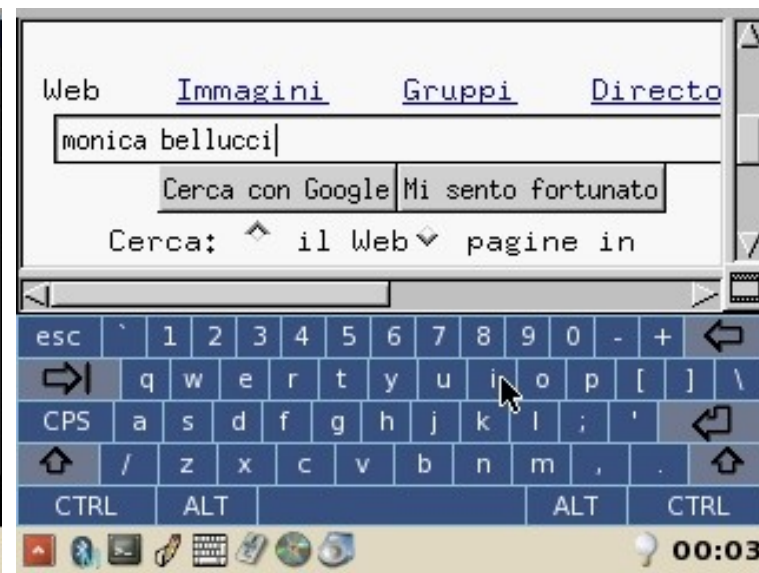 Web Immagini Gruppi Directo
monica bellucci
Cerca con Google Mi sento fortunato
Cerca: il Web pagine in
esc ` 1 2 3 4 5 6 7 8 9 0 - +
q w e r t y u i o p [ ] \
CPS a s d f g h j k l ; '
/ z x c v b n m , .
CTRL ALT ALT CTRL
00:03